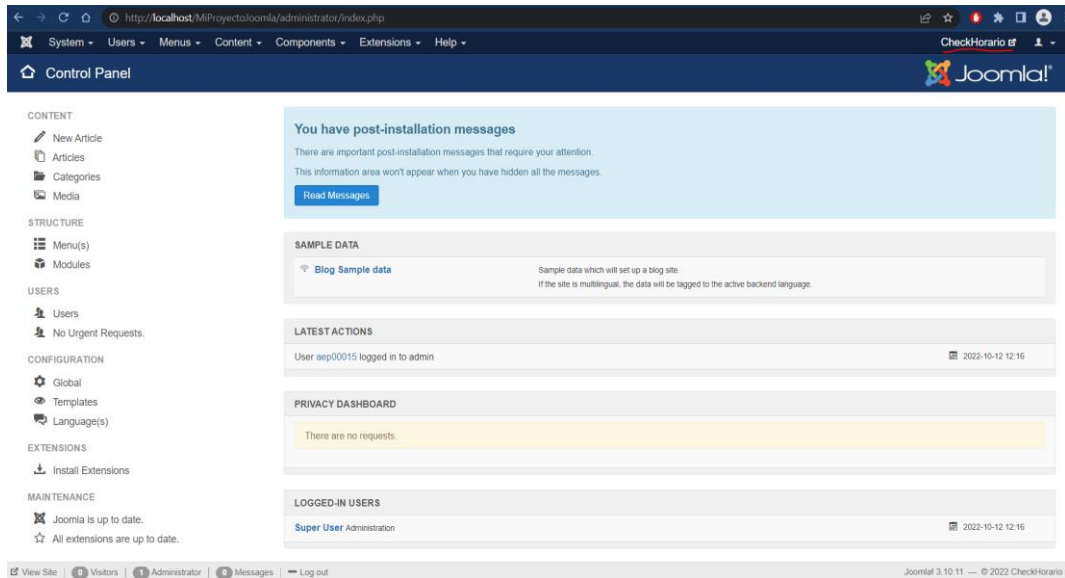 http://localhost/MiProyectoJoomla/administrator/index.php
System Users Menus Content Components Extensions Help CheckHorario
Control Panel Joomla!
CONTENT
New Article
Articles
Categories
Media
STRUCTURE
Menu(s)
Modules
USERS
Users
No Urgent Requests.
CONFIGURATION
Global
Templates
Language(s)
EXTENSIONS
Install Extensions
MAINTENANCE
Joomla is up to date.
All extensions are up to date.
You have post-installation messages
There are important post-installation messages that require your attention.
This information area won't appear when you have hidden all the messages.
Read Messages
SAMPLE DATA
Blog Sample data
Sample data which will set up a blog site.
If the site is multilingual, the data will be tagged to the active backend language.
LATEST ACTIONS
User aep00015 logged in to admin 2022-10-12 12:16
PRIVACY DASHBOARD
There are no requests.
LOGGED-IN USERS
Super User Administration 2022-10-12 12:16
View Site 0 Visitors 1 Administrator 0 Messages Log out Joomla! 3.10.11 — © 2022 CheckHorario